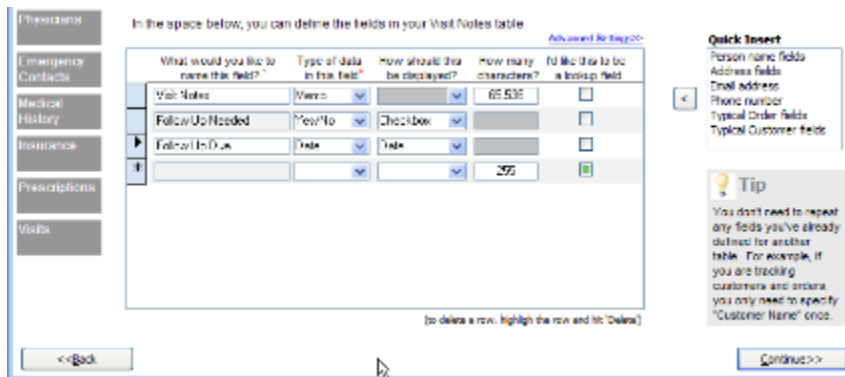 Physicians
Emergency
Contacts
Medical
History
Insurance
Prescriptions
Visits
In the space below, you can define the fields in your Visit Notes table.
Advanced Settings>>
What would you like to
name this field? *
Type of data
in this field*
How should this
be displayed?
How many
characters?
I'd like this to be
a lookup field
Visit Notes Memo 65,536
Follow Up Needed Yes/No Checkbox
Follow Up Due Date Date
255
[to delete a row, highligh the row and hit 'Delete']
<
Quick Insert
Person name fields
Address fields
Email address
Phone number
Typical Order fields
Typical Customer fields
Tip
You don't need to repeat
any fields you've already
defined for another
table. For example, if
you are tracking
customers and orders,
you only need to specify
"Customer Name" once.
<<Back
Continue>>